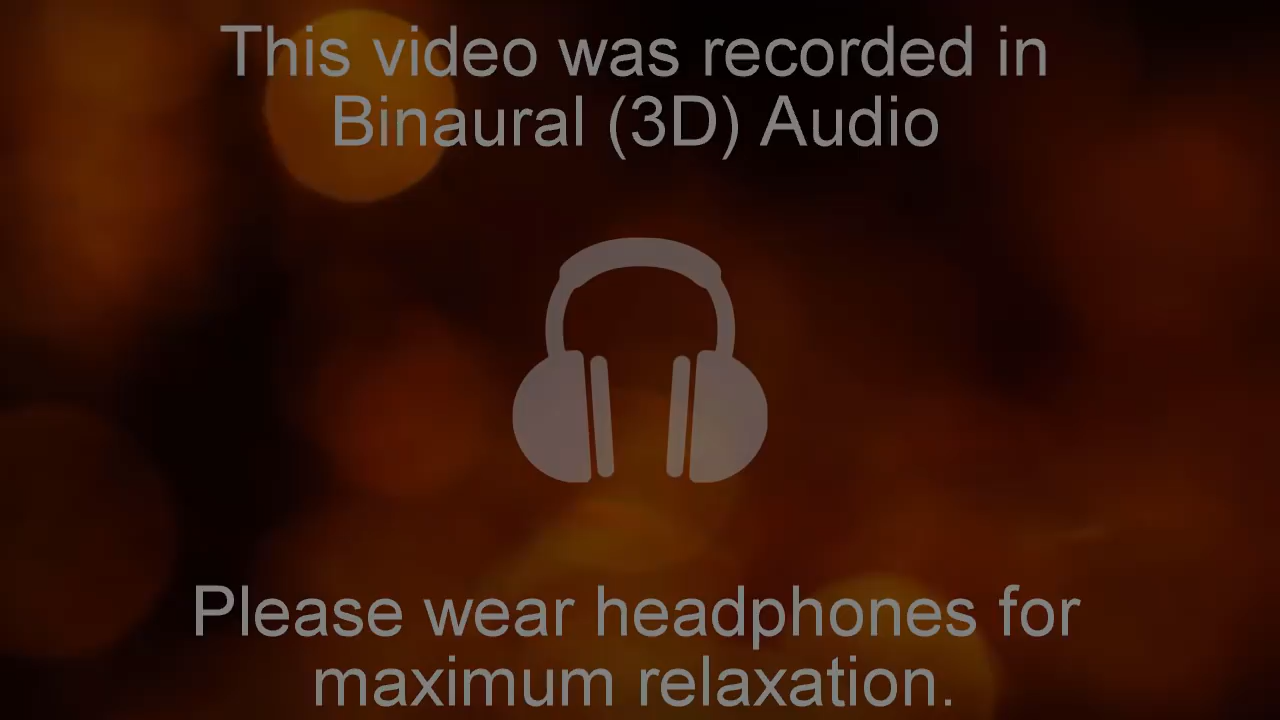 This video was recorded in
Binaural (3D) Audio
Please wear headphones for
maximum relaxation.